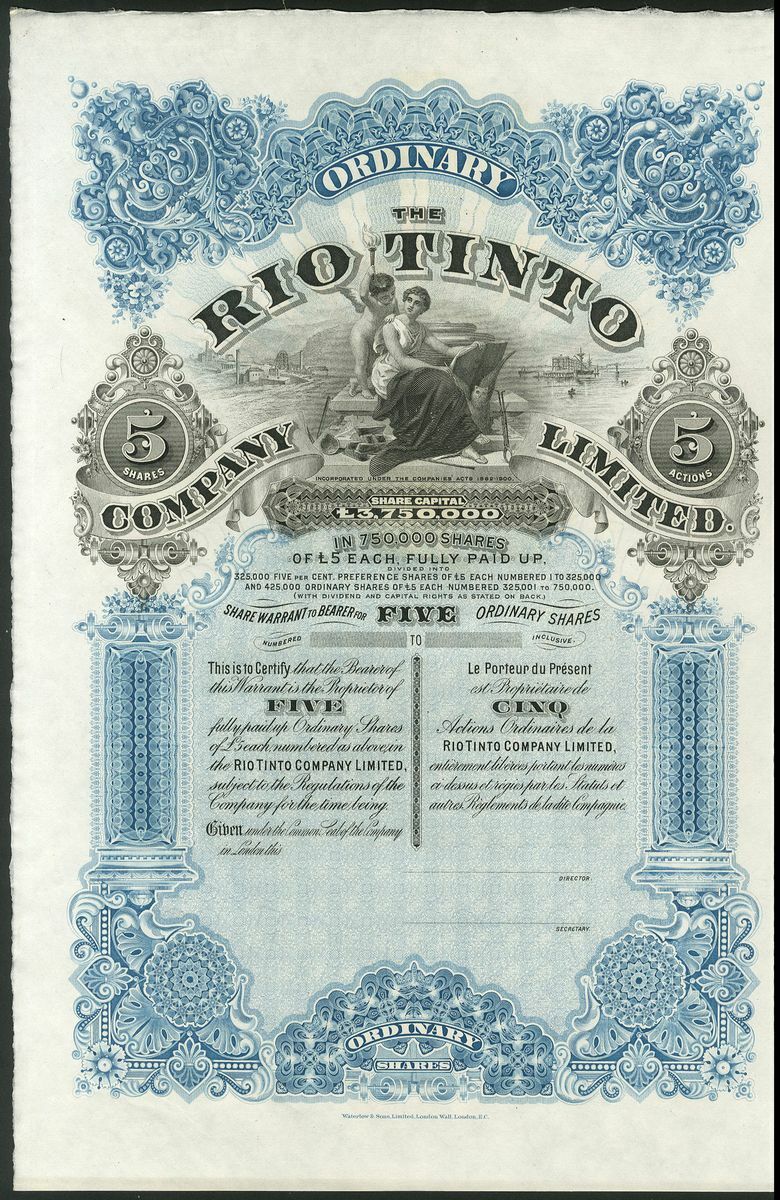 ORDINARY
THE
RIO TINTO
COMPANY LIMITED.
5
SHARES
5
ACTIONS
INCORPORATED UNDER THE COMPANIES ACTS 1862-1900.
SHARE CAPITAL
£3,750,000
IN 750,000 SHARES
OF £5 EACH, FULLY PAID UP,
DIVIDED INTO
325,000 FIVE PER CENT. PREFERENCE SHARES OF £5 EACH NUMBERED 1 TO 325,000
AND 425,000 ORDINARY SHARES OF £5 EACH NUMBERED 325,001 TO 750,000.
(WITH DIVIDEND AND CAPITAL RIGHTS AS STATED ON BACK)
SHARE WARRANT TO BEARER FOR FIVE ORDINARY SHARES
NUMBERED TO INCLUSIVE.
This is to Certify that the Bearer of
this Warrant is the Proprietor of
FIVE
fully paid up Ordinary Shares
of £5 each, numbered as above, in
the RIO TINTO COMPANY LIMITED,
subject to the Regulations of the
Company for the time being.
Given under the Common Seal of the Company
in London this
Le Porteur du Présent
est Propriétaire de
CINQ
Actions Ordinaires de la
RIO TINTO COMPANY LIMITED,
entièrement libérées portant les numéros
ci-dessus et régies par les Statuts et
autres Règlements de la dite Compagnie.
DIRECTOR.
SECRETARY.
ORDINARY
SHARES
Waterlow & Sons, Limited, London Wall, London, E.C.